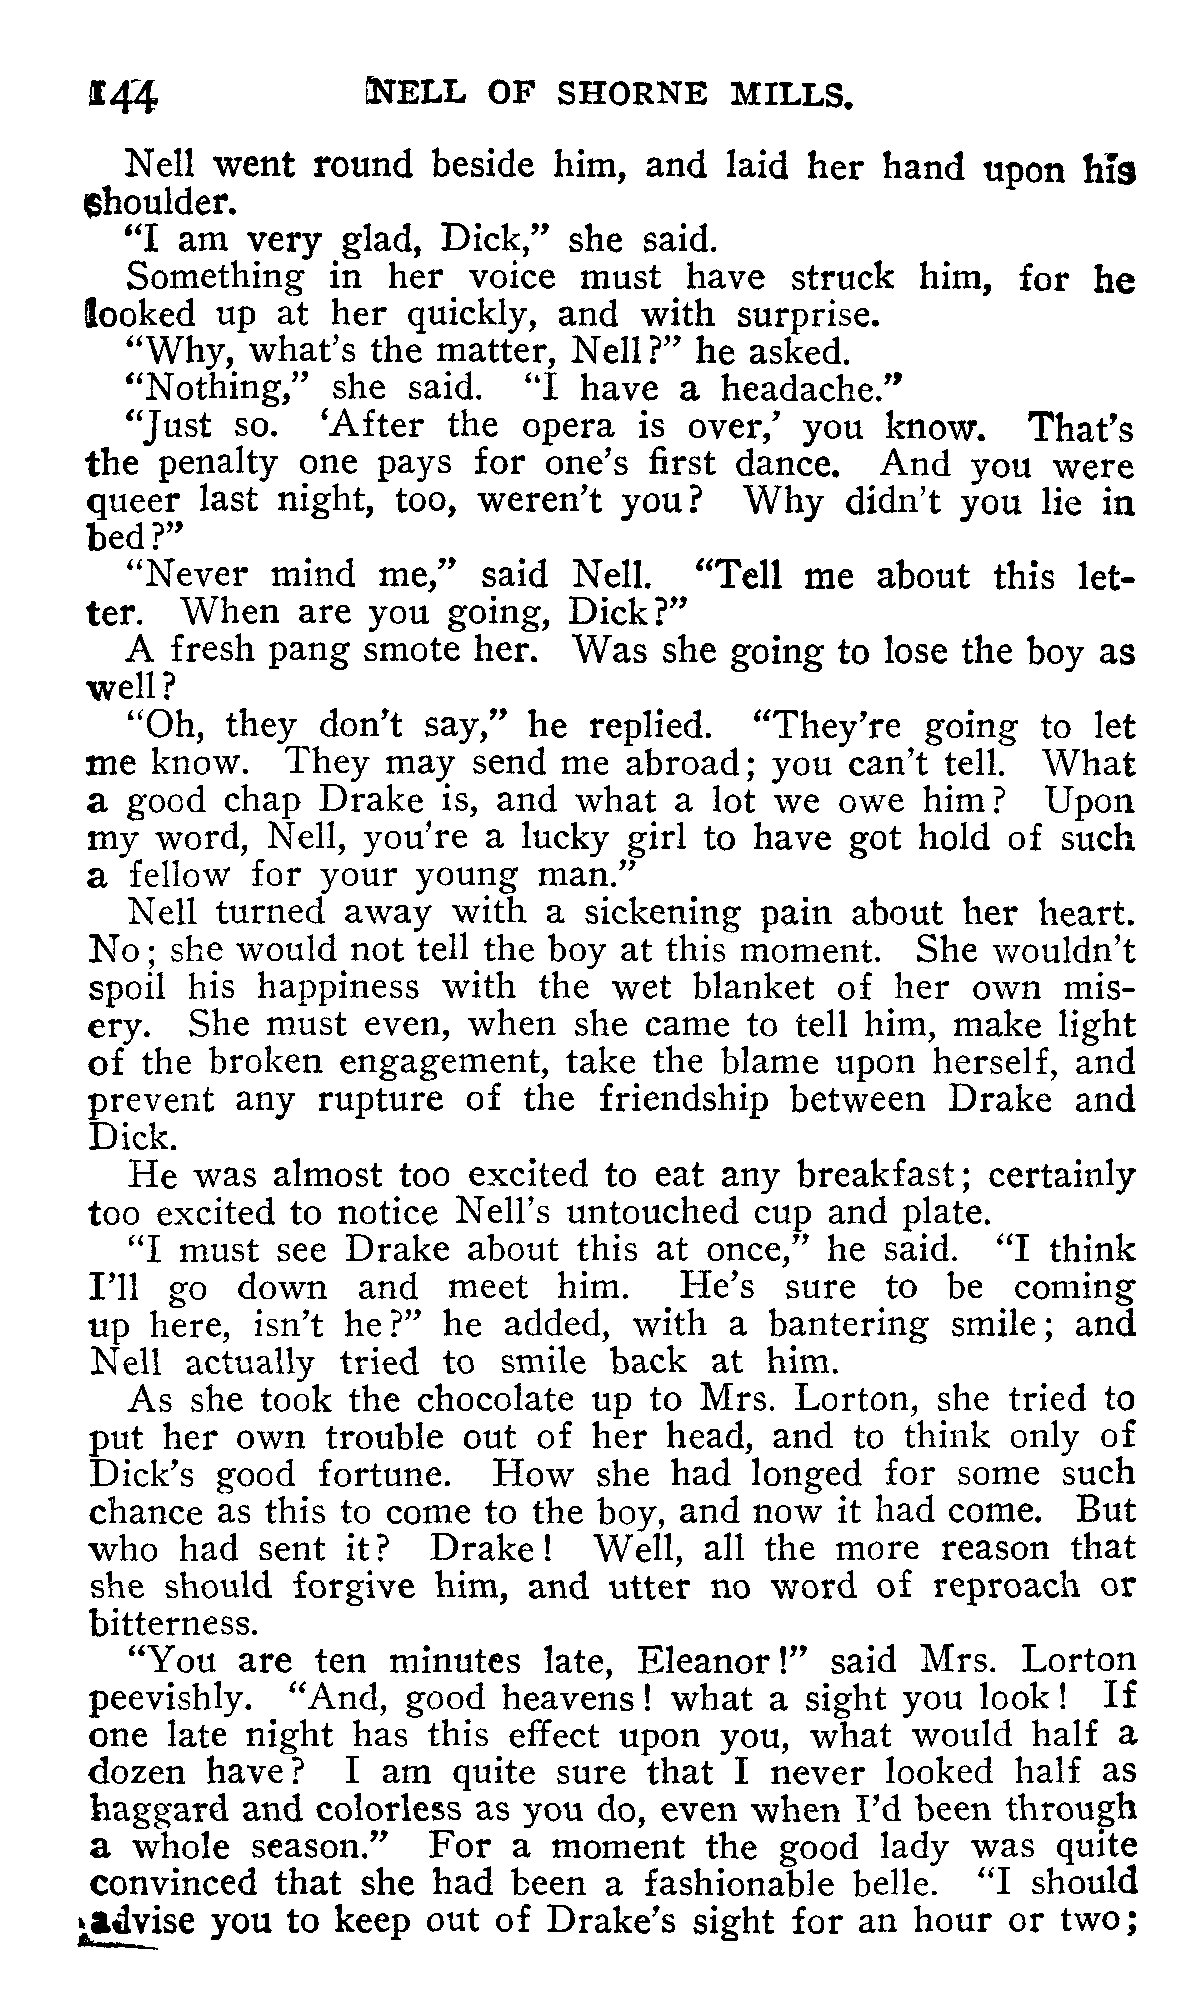 144 NELL OF SHORNE MILLS.
Nell went round beside him, and laid her hand upon his
shoulder.
“I am very glad, Dick,” she said.
Something in her voice must have struck him, for he
looked up at her quickly, and with surprise.
“Why, what’s the matter, Nell?” he asked.
“Nothing,” she said. “I have a headache.”
“Just so. ‘After the opera is over,’ you know. That’s
the penalty one pays for one’s first dance. And you were
queer last night, too, weren’t you? Why didn’t you lie in
bed?”
“Never mind me,” said Nell. “Tell me about this let-
ter. When are you going, Dick?”
A fresh pang smote her. Was she going to lose the boy as
well?
“Oh, they don’t say,” he replied. “They’re going to let
me know. They may send me abroad; you can’t tell. What
a good chap Drake is, and what a lot we owe him? Upon
my word, Nell, you’re a lucky girl to have got hold of such
a fellow for your young man.”
Nell turned away with a sickening pain about her heart.
No; she would not tell the boy at this moment. She wouldn’t
spoil his happiness with the wet blanket of her own mis-
ery. She must even, when she came to tell him, make light
of the broken engagement, take the blame upon herself, and
prevent any rupture of the friendship between Drake and
Dick.
He was almost too excited to eat any breakfast; certainly
too excited to notice Nell’s untouched cup and plate.
“I must see Drake about this at once,” he said. “I think
I’ll go down and meet him. He’s sure to be coming
up here, isn’t he?” he added, with a bantering smile; and
Nell actually tried to smile back at him.
As she took the chocolate up to Mrs. Lorton, she tried to
put her own trouble out of her head, and to think only of
Dick’s good fortune. How she had longed for some such
chance as this to come to the boy, and now it had come. But
who had sent it? Drake! Well, all the more reason that
she should forgive him, and utter no word of reproach or
bitterness.
“You are ten minutes late, Eleanor!” said Mrs. Lorton
peevishly. “And, good heavens! what a sight you look! If
one late night has this effect upon you, what would half a
dozen have? I am quite sure that I never looked half as
haggard and colorless as you do, even when I’d been through
a whole season.” For a moment the good lady was quite
convinced that she had been a fashionable belle. “I should
advise you to keep out of Drake’s sight for an hour or two;